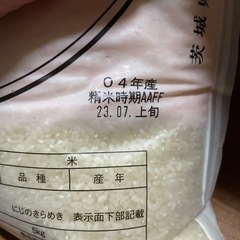 茨城
04年産
精米時期AAFF
23.07.上旬
米
品種 産年
にじのきらめき 表示面下部記載
5kg